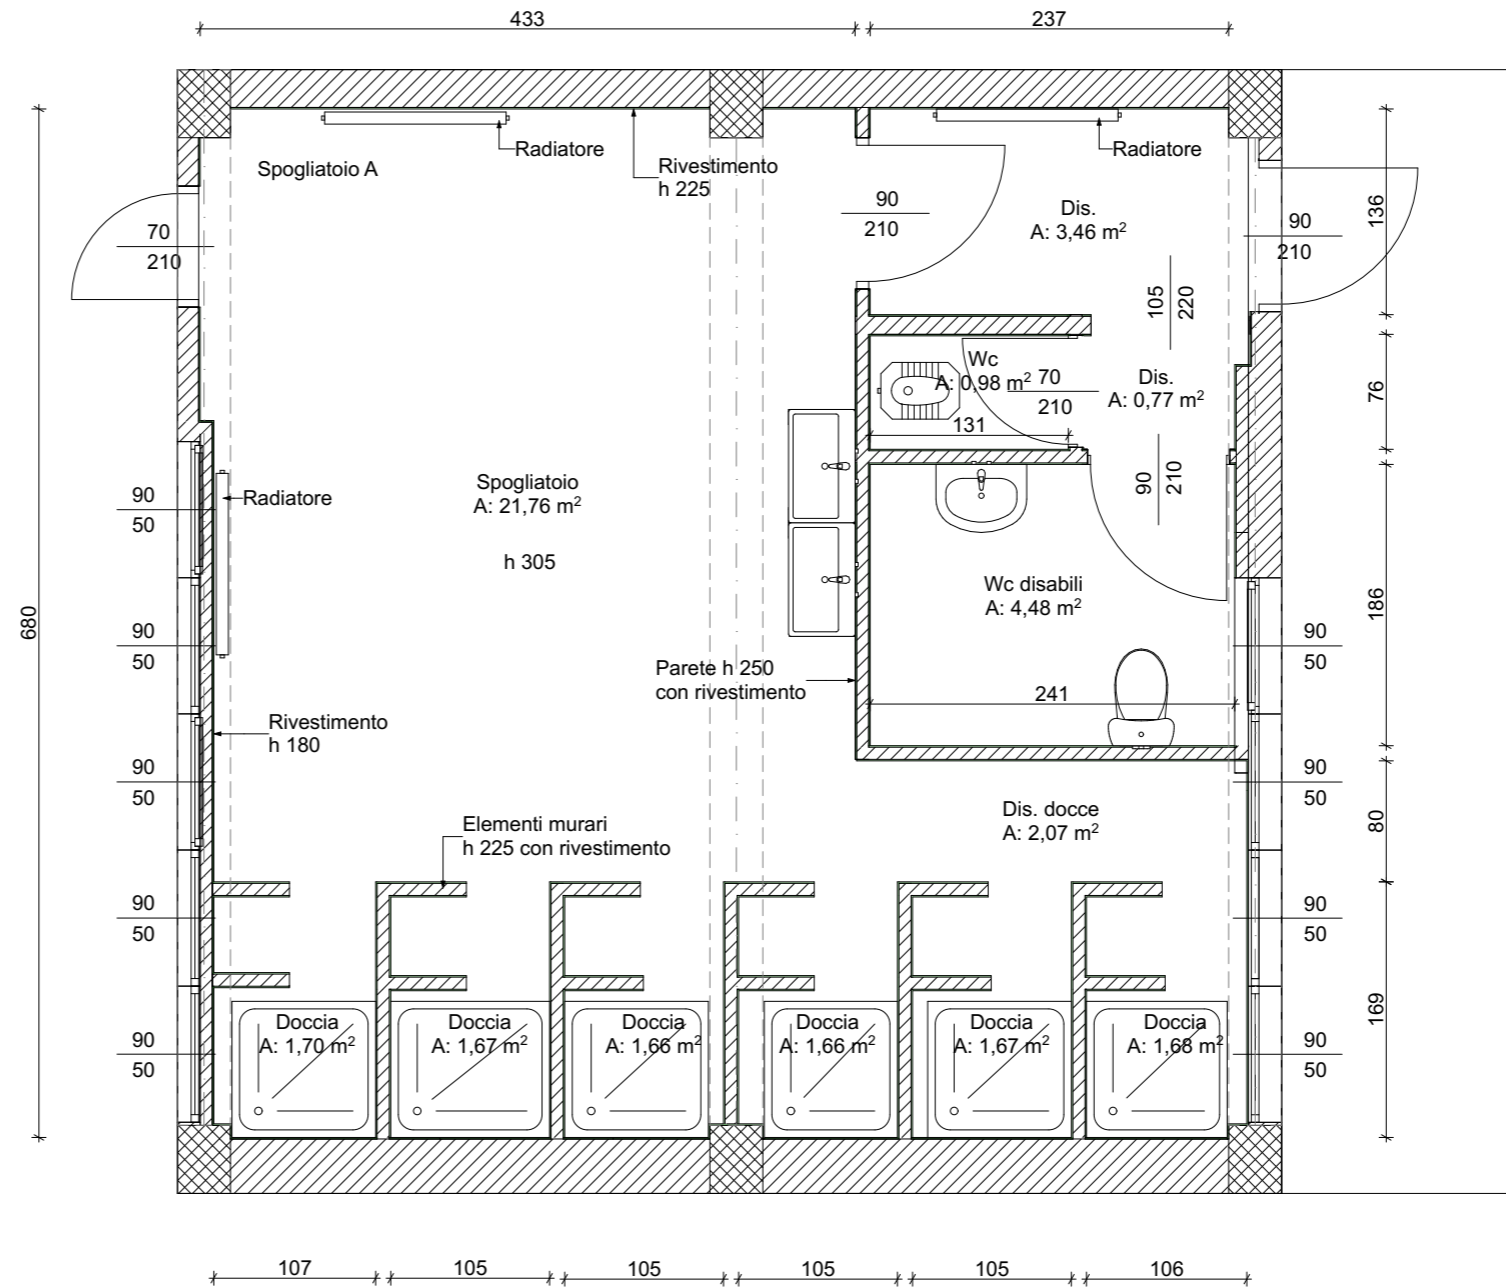 433
237
Radiatore
Radiatore
Spogliatoio A
Rivestimento
h 225
90
210
Dis.
A: 3,46 m²
136
70
210
90
210
105
220
Wc
A: 0,98 m²
70
210
Dis.
A: 0,77 m²
76
131
90
210
Spogliatoio
A: 21,76 m²
h 305
90
50
Radiatore
Wc disabili
A: 4,48 m²
680
186
90
50
90
50
Parete h 250
con rivestimento
241
Rivestimento
h 180
90
50
90
50
Dis. docce
A: 2,07 m²
80
Elementi murari
h 225 con rivestimento
90
50
90
50
169
Doccia
A: 1,70 m²
Doccia
A: 1,67 m²
Doccia
A: 1,66 m²
Doccia
A: 1,66 m²
Doccia
A: 1,67 m²
Doccia
A: 1,68 m²
90
50
90
50
107
105
105
105
105
106